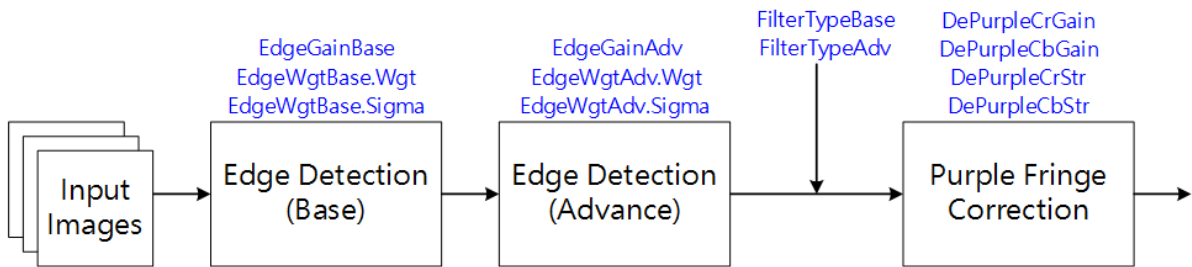 EdgeGainBase
EdgeWgtBase.Wgt
EdgeWgtBase.Sigma
EdgeGainAdv
EdgeWgtAdv.Wgt
EdgeWgtAdv.Sigma
FilterTypeBase
FilterTypeAdv
DePurpleCrGain
DePurpleCbGain
DePurpleCrStr
DePurpleCbStr
Input
Images
Edge Detection
(Base)
Edge Detection
(Advance)
Purple Fringe
Correction